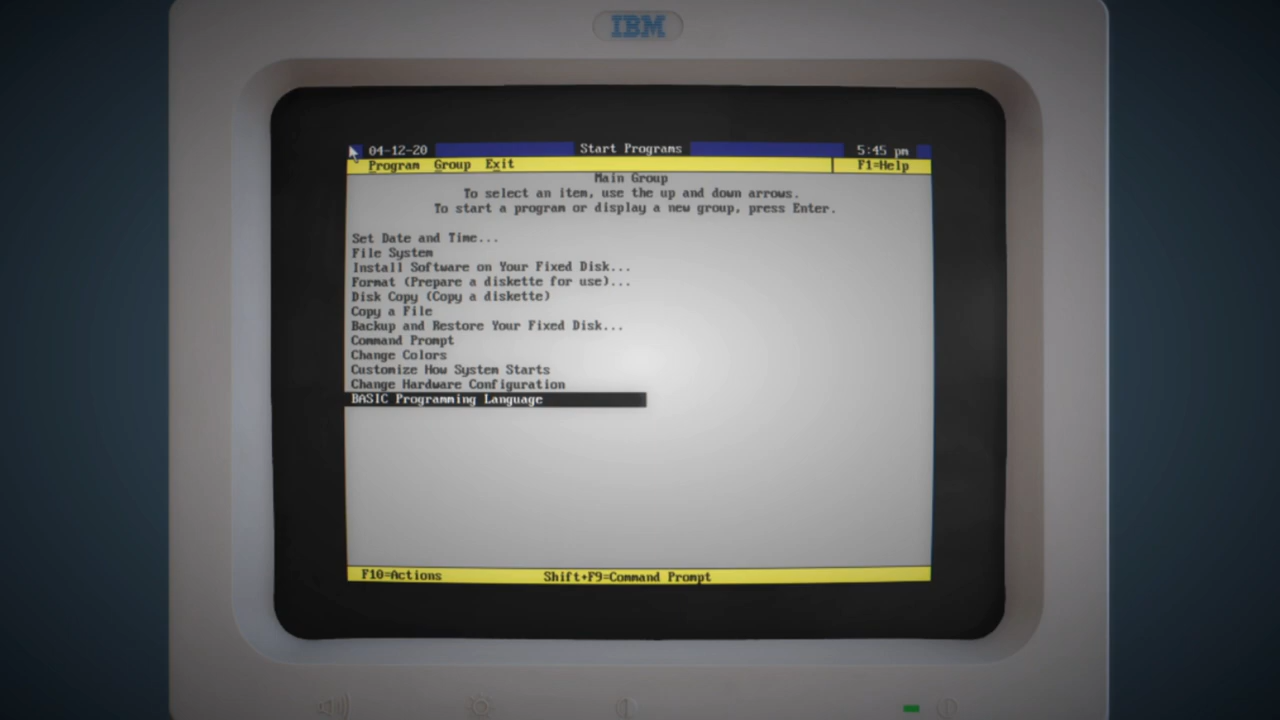 IBM
04-12-20 Start Programs 5:45 pm
Program Group Exit F1=Help
Main Group
To select an item, use the up and down arrows.
To start a program or display a new group, press Enter.
Set Date and Time...
File System
Install Software on Your Fixed Disk...
Format (Prepare a diskette for use)...
Disk Copy (Copy a diskette)
Copy a File
Backup and Restore Your Fixed Disk...
Command Prompt
Change Colors
Customize How System Starts
Change Hardware Configuration
BASIC Programming Language
F10=Actions Shift+F9=Command Prompt